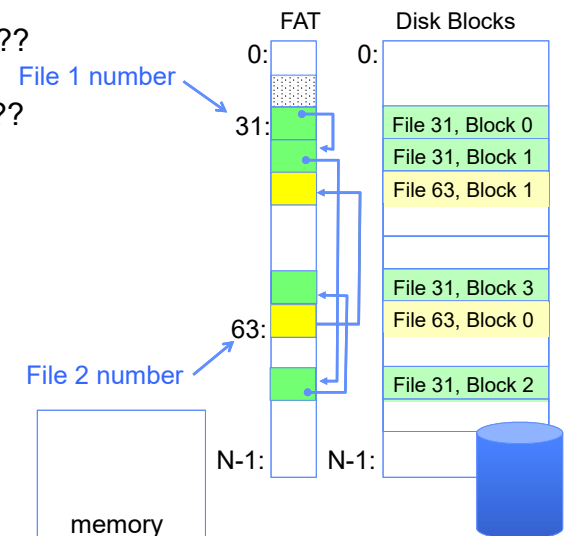 FAT
Disk Blocks
??
0:
0:
File 1 number
??
31:
File 31, Block 0
File 31, Block 1
File 63, Block 1
File 31, Block 3
63:
File 63, Block 0
File 2 number
File 31, Block 2
N-1:
N-1:
memory